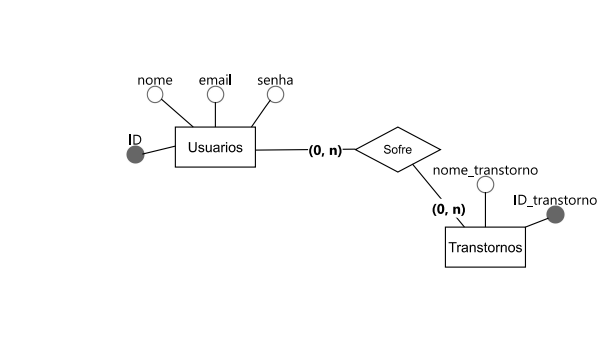 nome
email
senha
ID
Usuarios
(0, n)
Sofre
nome_transtorno
ID_transtorno
(0, n)
Transtornos